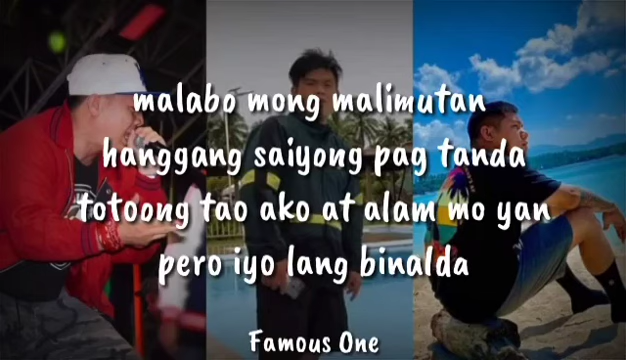 malabo mong malimutan
hanggang saiyong pag tanda
totoong tao ako at alam mo yan
pero iyo lang binalda
Famous One